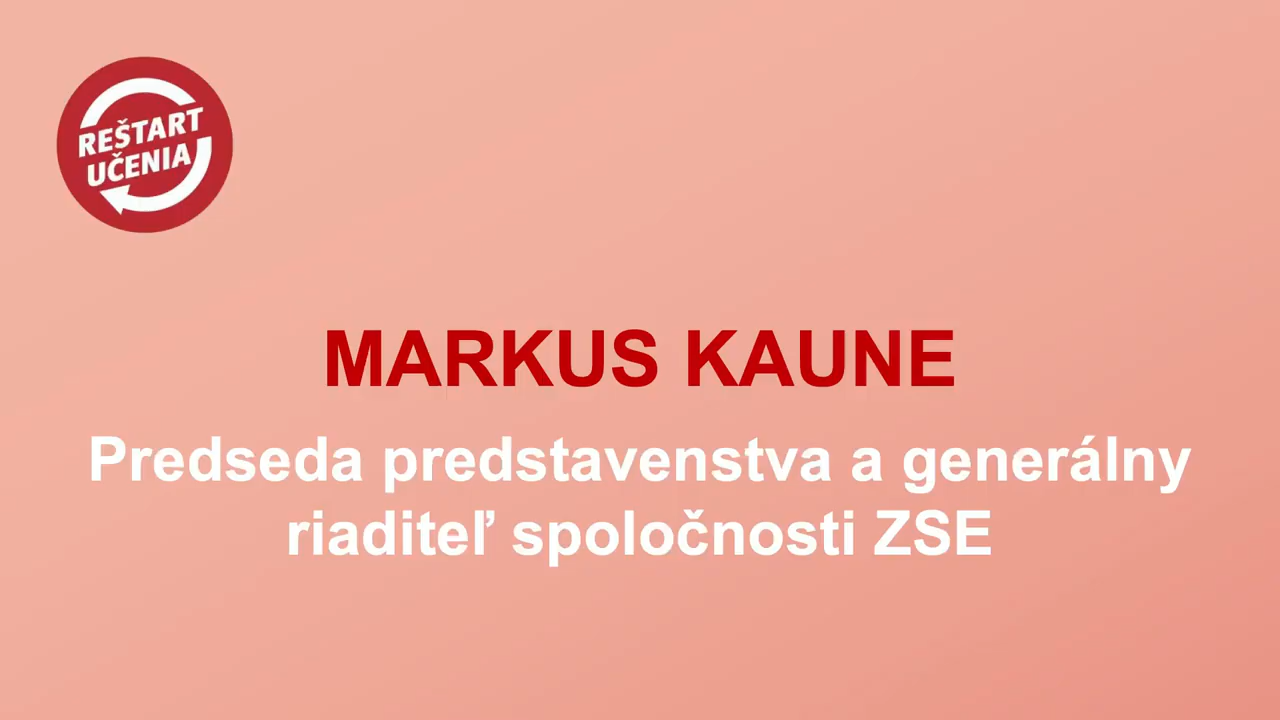 REŠTART
UČENIA
MARKUS KAUNE
Predseda predstavenstva a generálny
riaditeľ spoločnosti ZSE